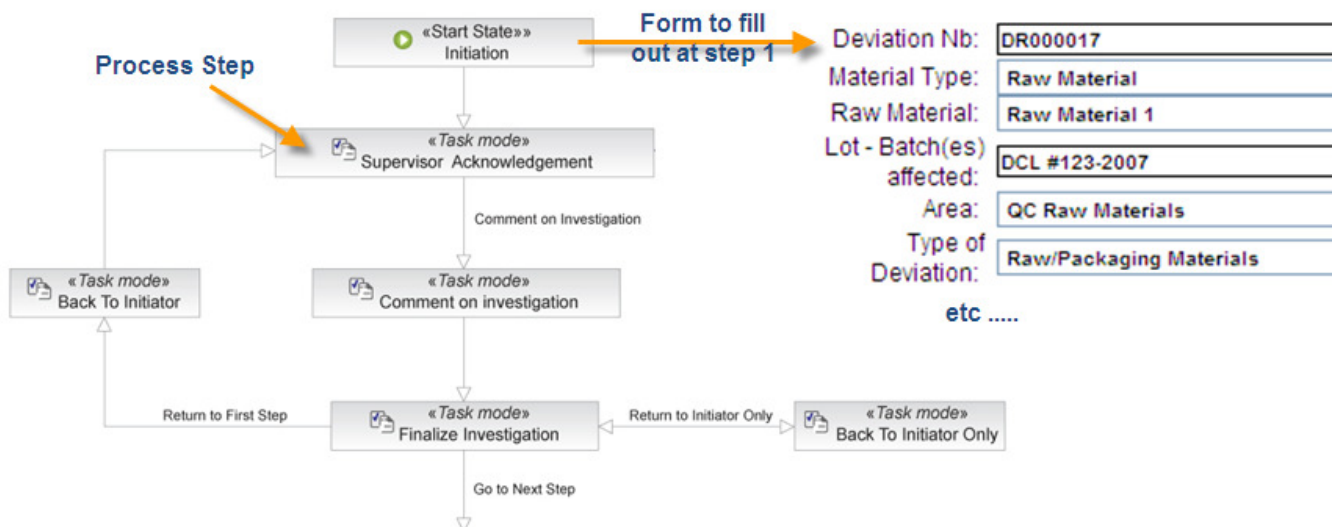 «Start State»»
Initiation
Form to fill
out at step 1
Process Step
Deviation Nb: DR000017
Material Type: Raw Material
Raw Material: Raw Material 1
Lot - Batch(es)
affected: DCL #123-2007
Area: QC Raw Materials
Type of
Deviation: Raw/Packaging Materials
etc .....
«Task mode»
Supervisor Acknowledgement
Comment on Investigation
«Task mode»
Back To Initiator
«Task mode»
Comment on investigation
Return to First Step
«Task mode»
Finalize Investigation
Return to Initiator Only
«Task mode»
Back To Initiator Only
Go to Next Step